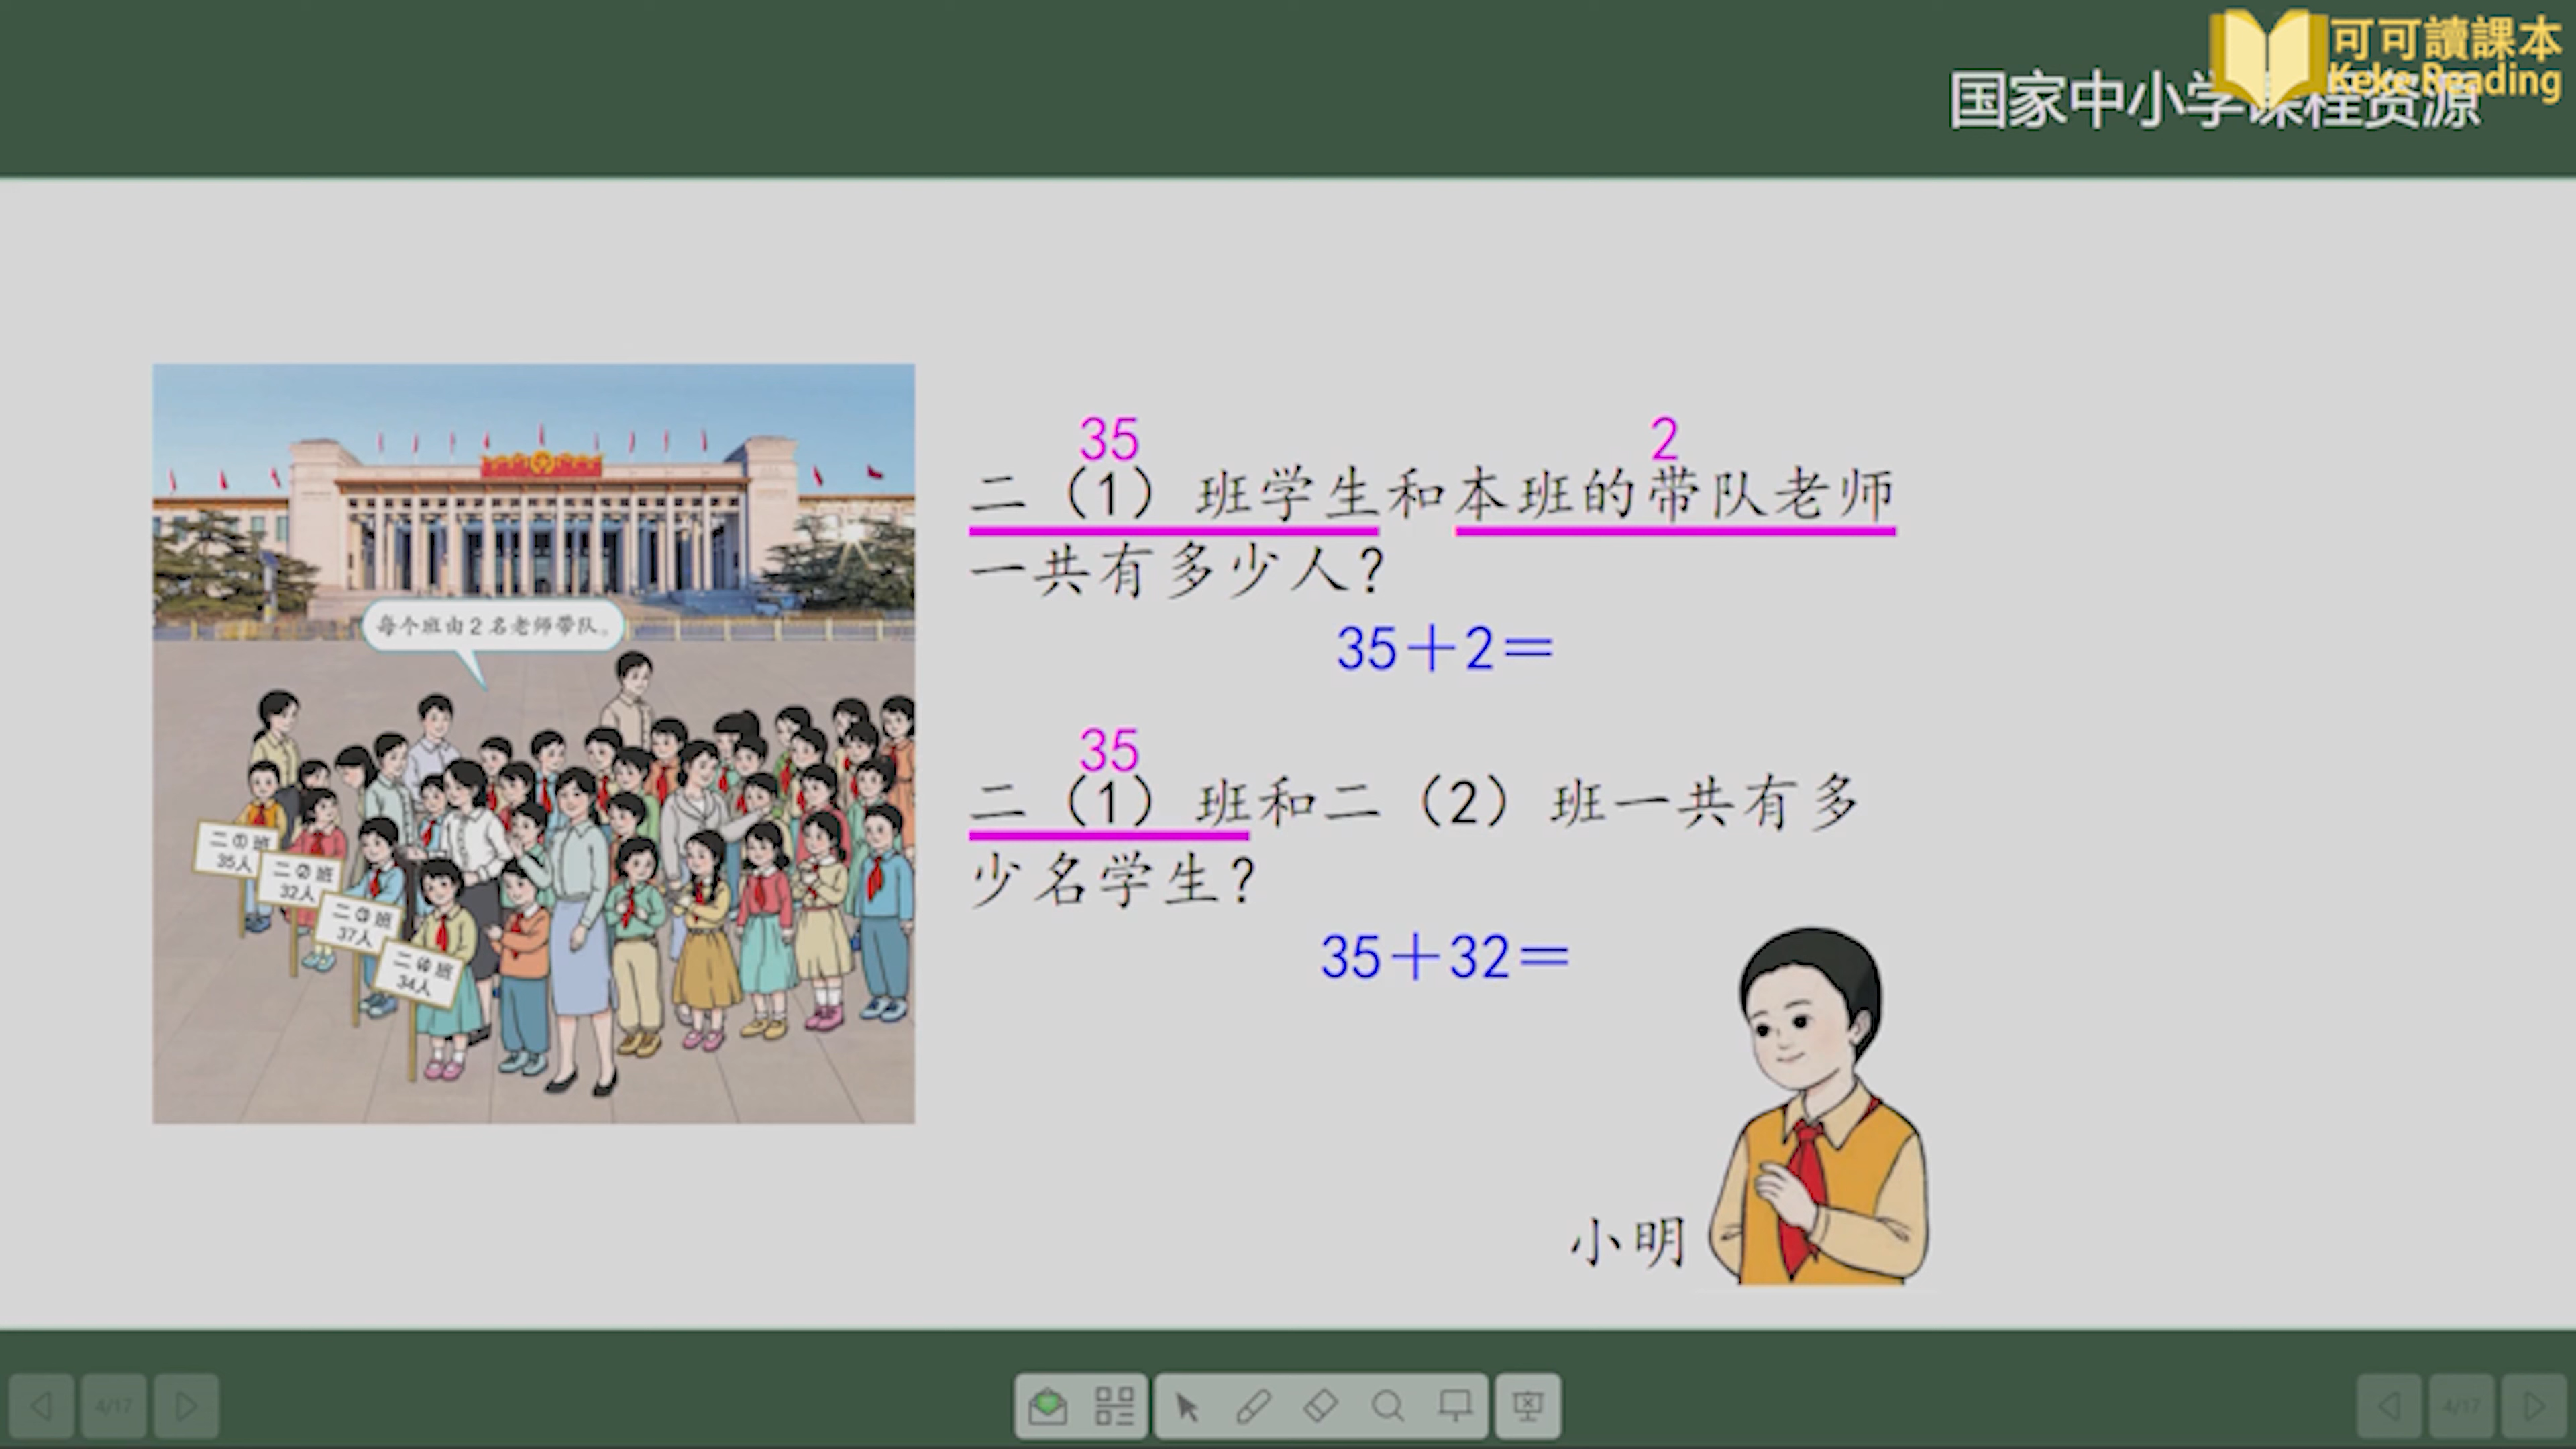 可可讀課本
Keke Reading
国家中小学课程资源
35
2
二（1）班学生和本班的带队老师
一共有多少人？
35＋2＝
35
二（1）班和二（2）班一共有多
少名学生？
35＋32＝
小明
每个班由2名老师带队。
二①班
35人
二②班
32人
二③班
37人
二④班
34人
4/17
4/17